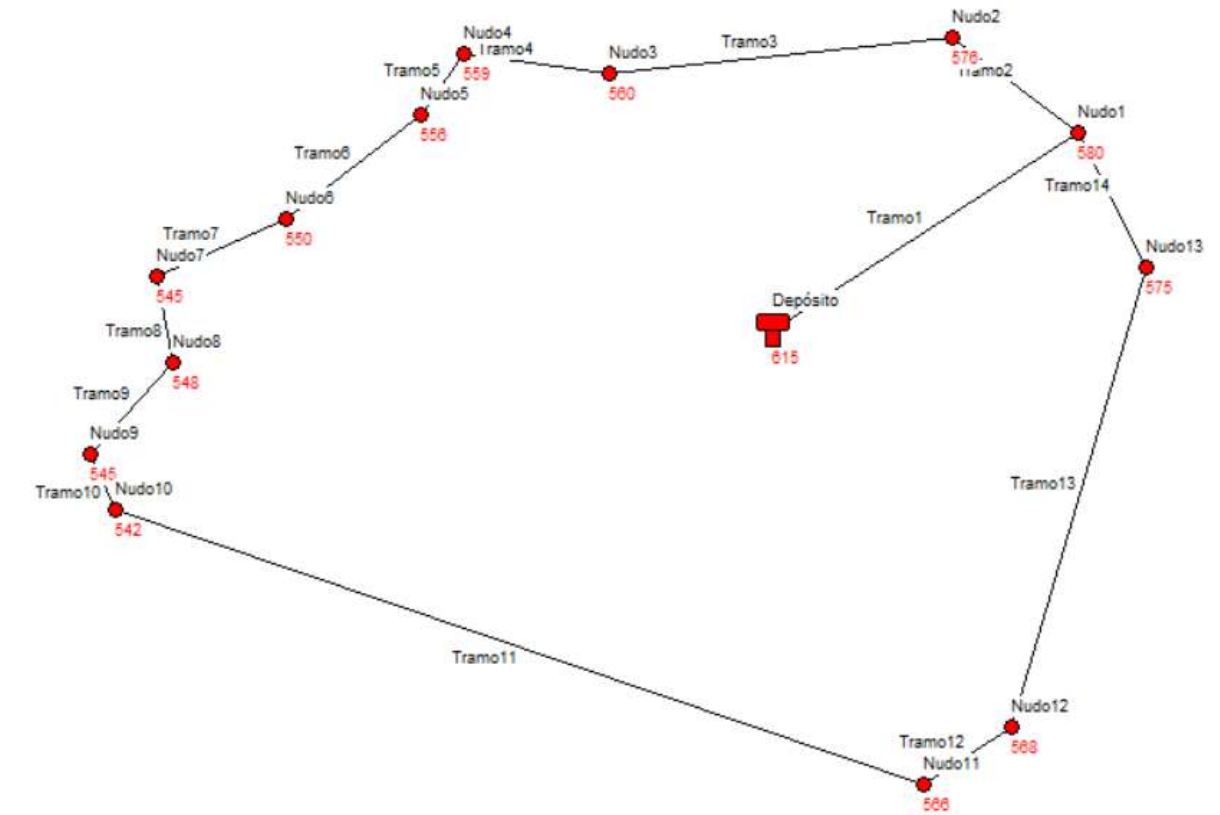 Nudo2
576
Tramo3
Nudo4
Tramo4
559
Nudo3
560
Tramo2
Tramo5
Nudo5
556
Nudo1
580
Tramo14
Tramo6
Nudo6
550
Tramo1
Tramo7
Nudo7
545
Nudo13
575
Depósito
615
Tramo8
Nudo8
548
Tramo9
Nudo9
545
Tramo10
Nudo10
542
Tramo13
Tramo11
Nudo12
568
Tramo12
Nudo11
566